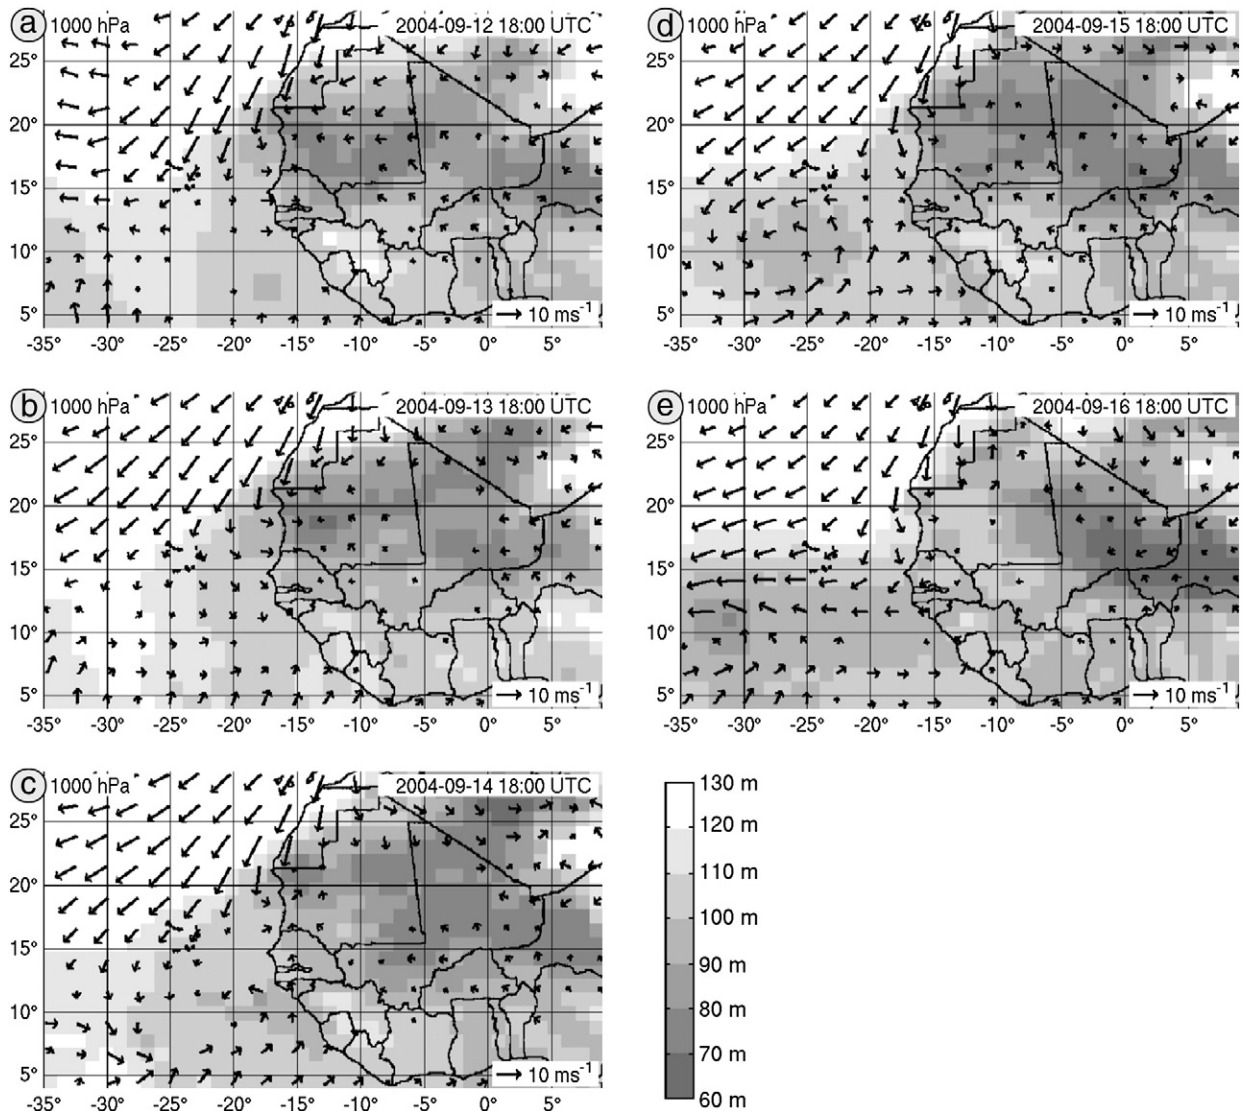 a 1000 hPa 2004-09-12 18:00 UTC
25°
20°
15°
10°
5°
10 ms⁻¹
-35° -30° -25° -20° -15° -10° -5° 0° 5°
d 1000 hPa 2004-09-15 18:00 UTC
25°
20°
15°
10°
5°
10 ms⁻¹
-35° -30° -25° -20° -15° -10° -5° 0° 5°
b 1000 hPa 2004-09-13 18:00 UTC
25°
20°
15°
10°
5°
10 ms⁻¹
-35° -30° -25° -20° -15° -10° -5° 0° 5°
e 1000 hPa 2004-09-16 18:00 UTC
25°
20°
15°
10°
5°
10 ms⁻¹
-35° -30° -25° -20° -15° -10° -5° 0° 5°
c 1000 hPa 2004-09-14 18:00 UTC
25°
20°
15°
10°
5°
10 ms⁻¹
-35° -30° -25° -20° -15° -10° -5° 0° 5°
130 m
120 m
110 m
100 m
90 m
80 m
70 m
60 m